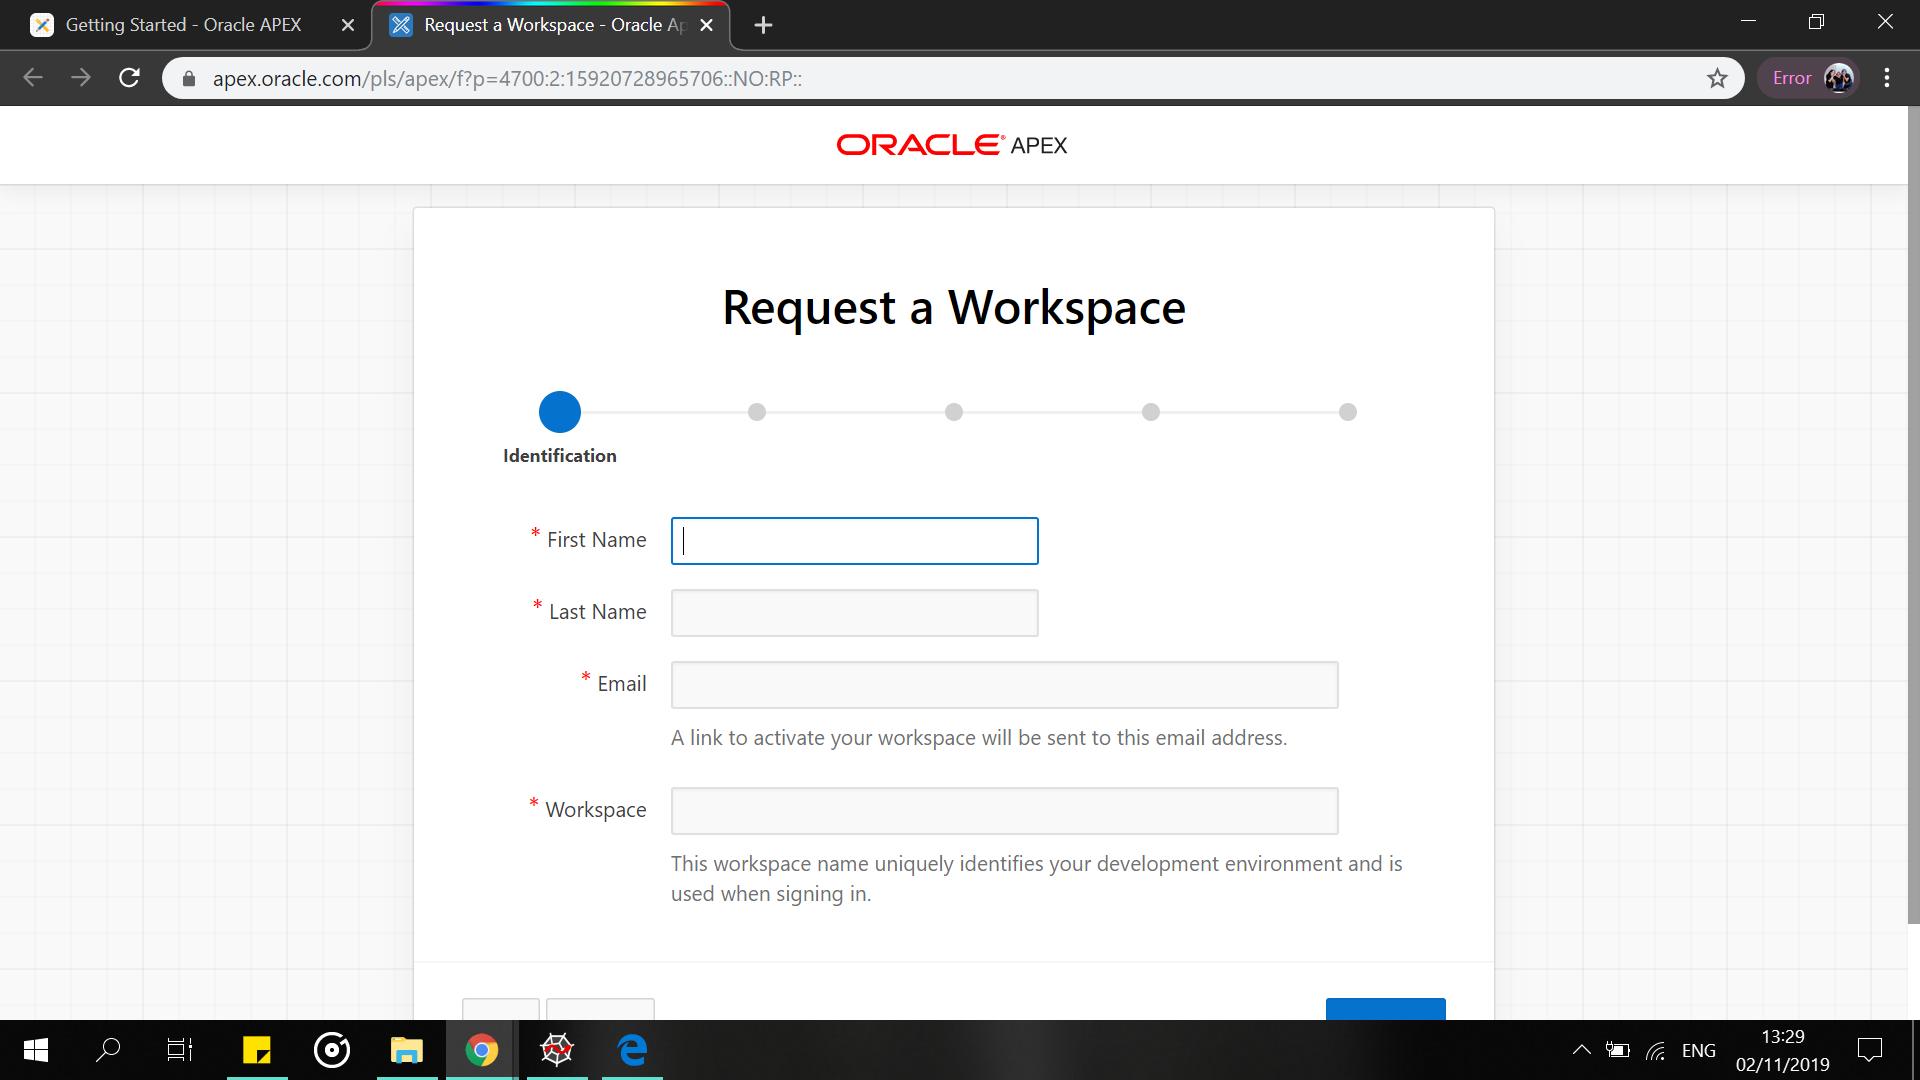 Getting Started - Oracle APEX
Request a Workspace - Oracle Ap
apex.oracle.com/pls/apex/f?p=4700:2:15920728965706::NO:RP::
Error
ORACLE® APEX
Request a Workspace
Identification
* First Name
* Last Name
* Email
A link to activate your workspace will be sent to this email address.
* Workspace
This workspace name uniquely identifies your development environment and is
used when signing in.
ENG
13:29
02/11/2019